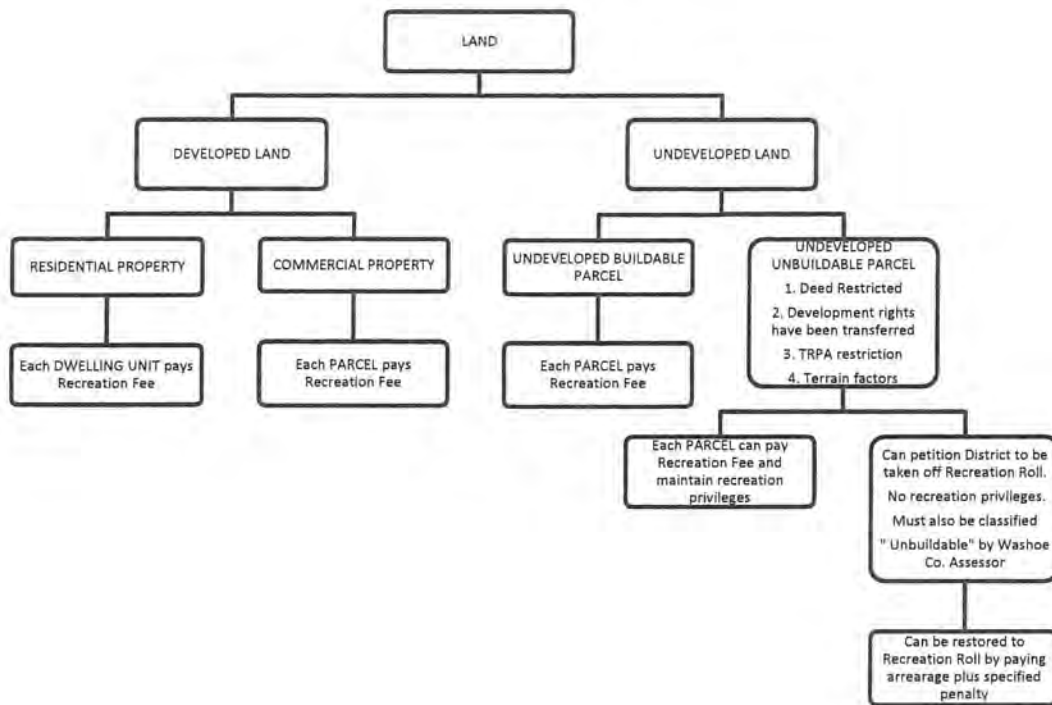 LAND
DEVELOPED LAND
UNDEVELOPED LAND
RESIDENTIAL PROPERTY
COMMERCIAL PROPERTY
UNDEVELOPED BUILDABLE
PARCEL
UNDEVELOPED
UNBUILDABLE PARCEL
1. Deed Restricted
2. Development rights
have been transferred
3. TRPA restriction
4. Terrain factors
Each DWELLING UNIT pays
Recreation Fee
Each PARCEL pays
Recreation Fee
Each PARCEL pays
Recreation Fee
Each PARCEL can pay
Recreation Fee and
maintain recreation
privileges
Can petition District to be
taken off Recreation Roll.
No recreation privileges.
Must also be classified
" Unbuildable" by Washoe
Co. Assessor
Can be restored to
Recreation Roll by paying
arrearage plus specified
penalty